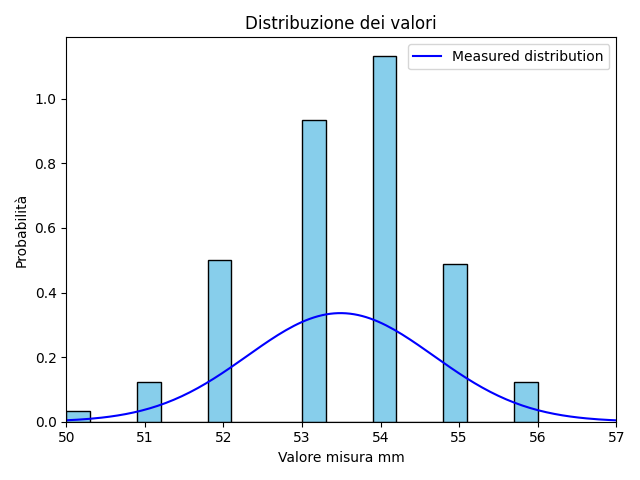 Distribuzione dei valori
Measured distribution
Probabilità
1.0
0.8
0.6
0.4
0.2
0.0
50 51 52 53 54 55 56 57
Valore misura mm